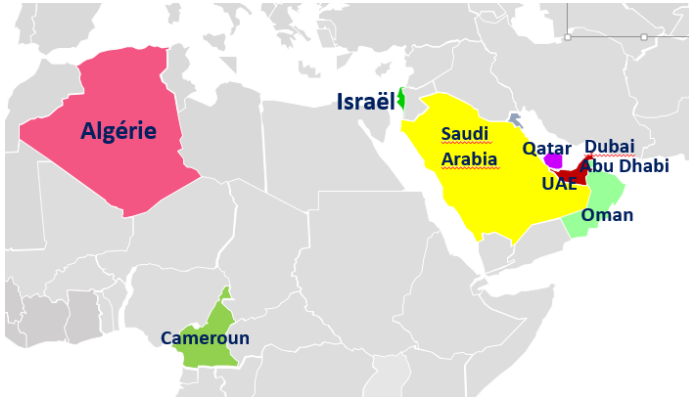 Algérie
Israël
Saudi
Arabia
Qatar
Dubai
Abu Dhabi
UAE
Oman
Cameroun